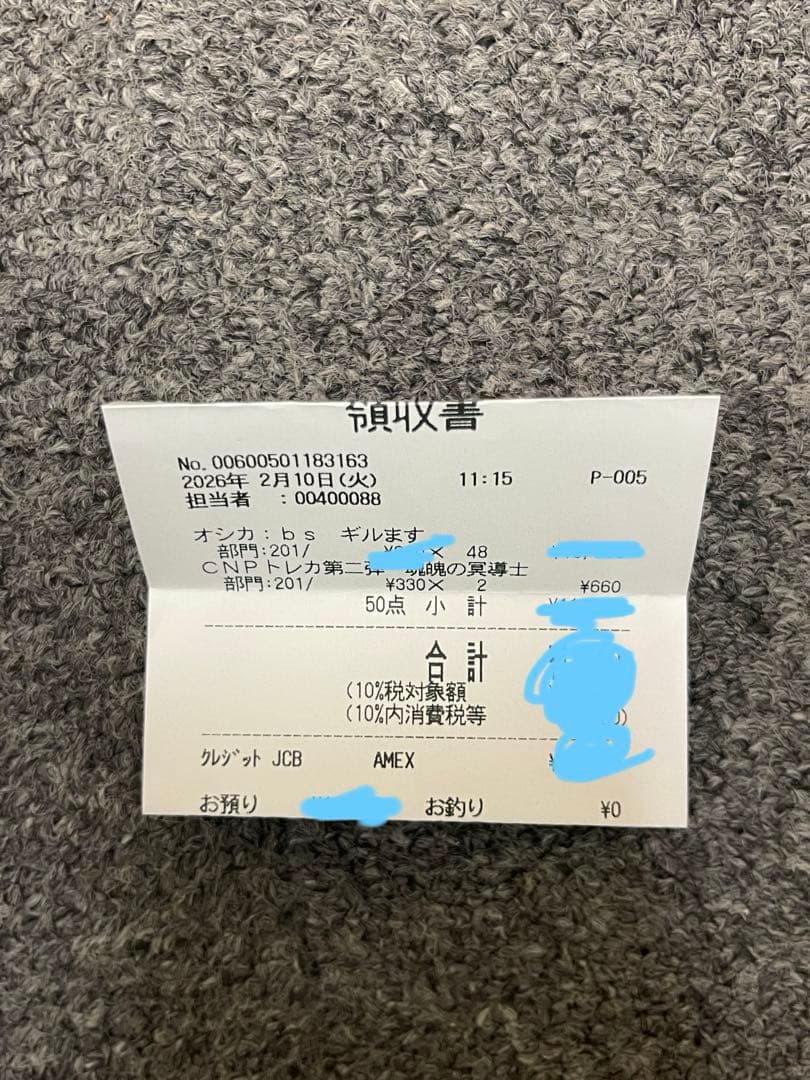 領収書
No. 00600501183163
2026年 2月10日(火) 11:15 P-005
担当者 : 00400088
オシカ:bs ギルます
部門:201/ × 48
CNPトレカ第二弾 魂魄の冥導士
部門:201/ ¥330× 2 ¥660
50点 小計
合計
(10%税対象額
(10%内消費税等
クレジット JCB AMEX
お預り お釣り ¥0